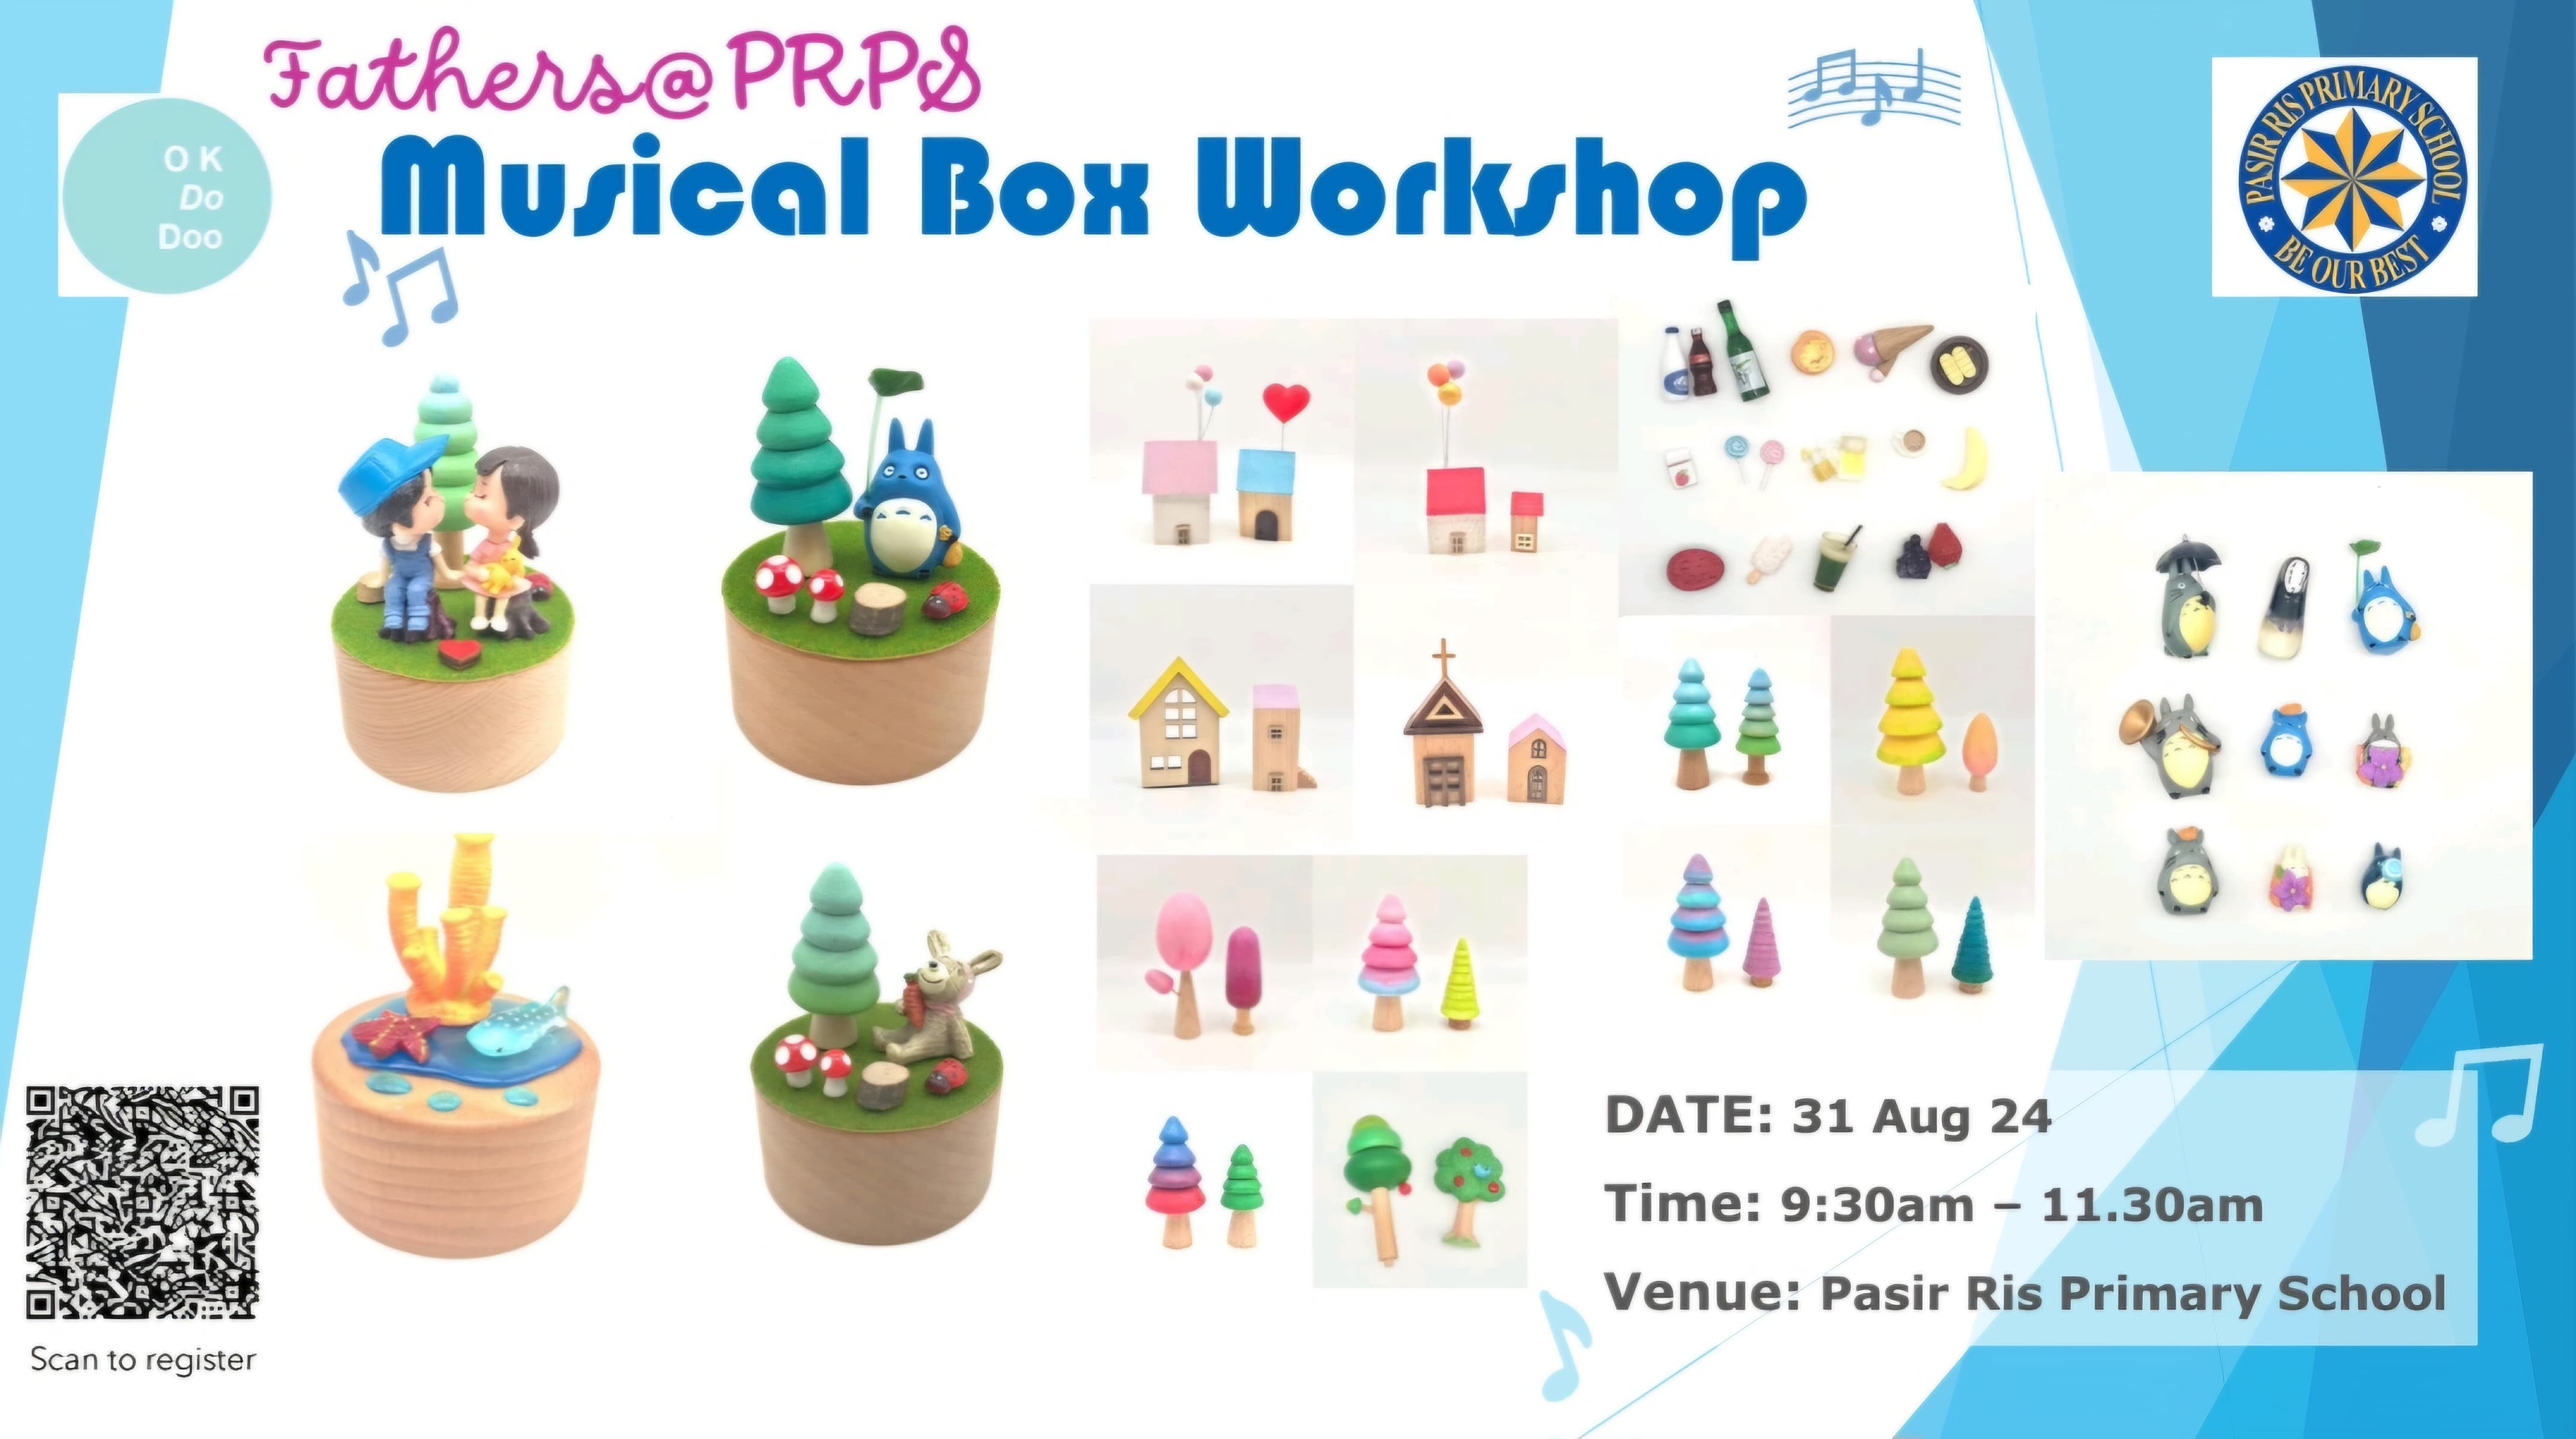 Fathers@PRPS
Musical Box Workshop
O K
Do
Doo
PASIR RIS PRIMARY SCHOOL
BE OUR BEST
DATE: 31 Aug 24
Time: 9:30am – 11.30am
Venue: Pasir Ris Primary School
Scan to register